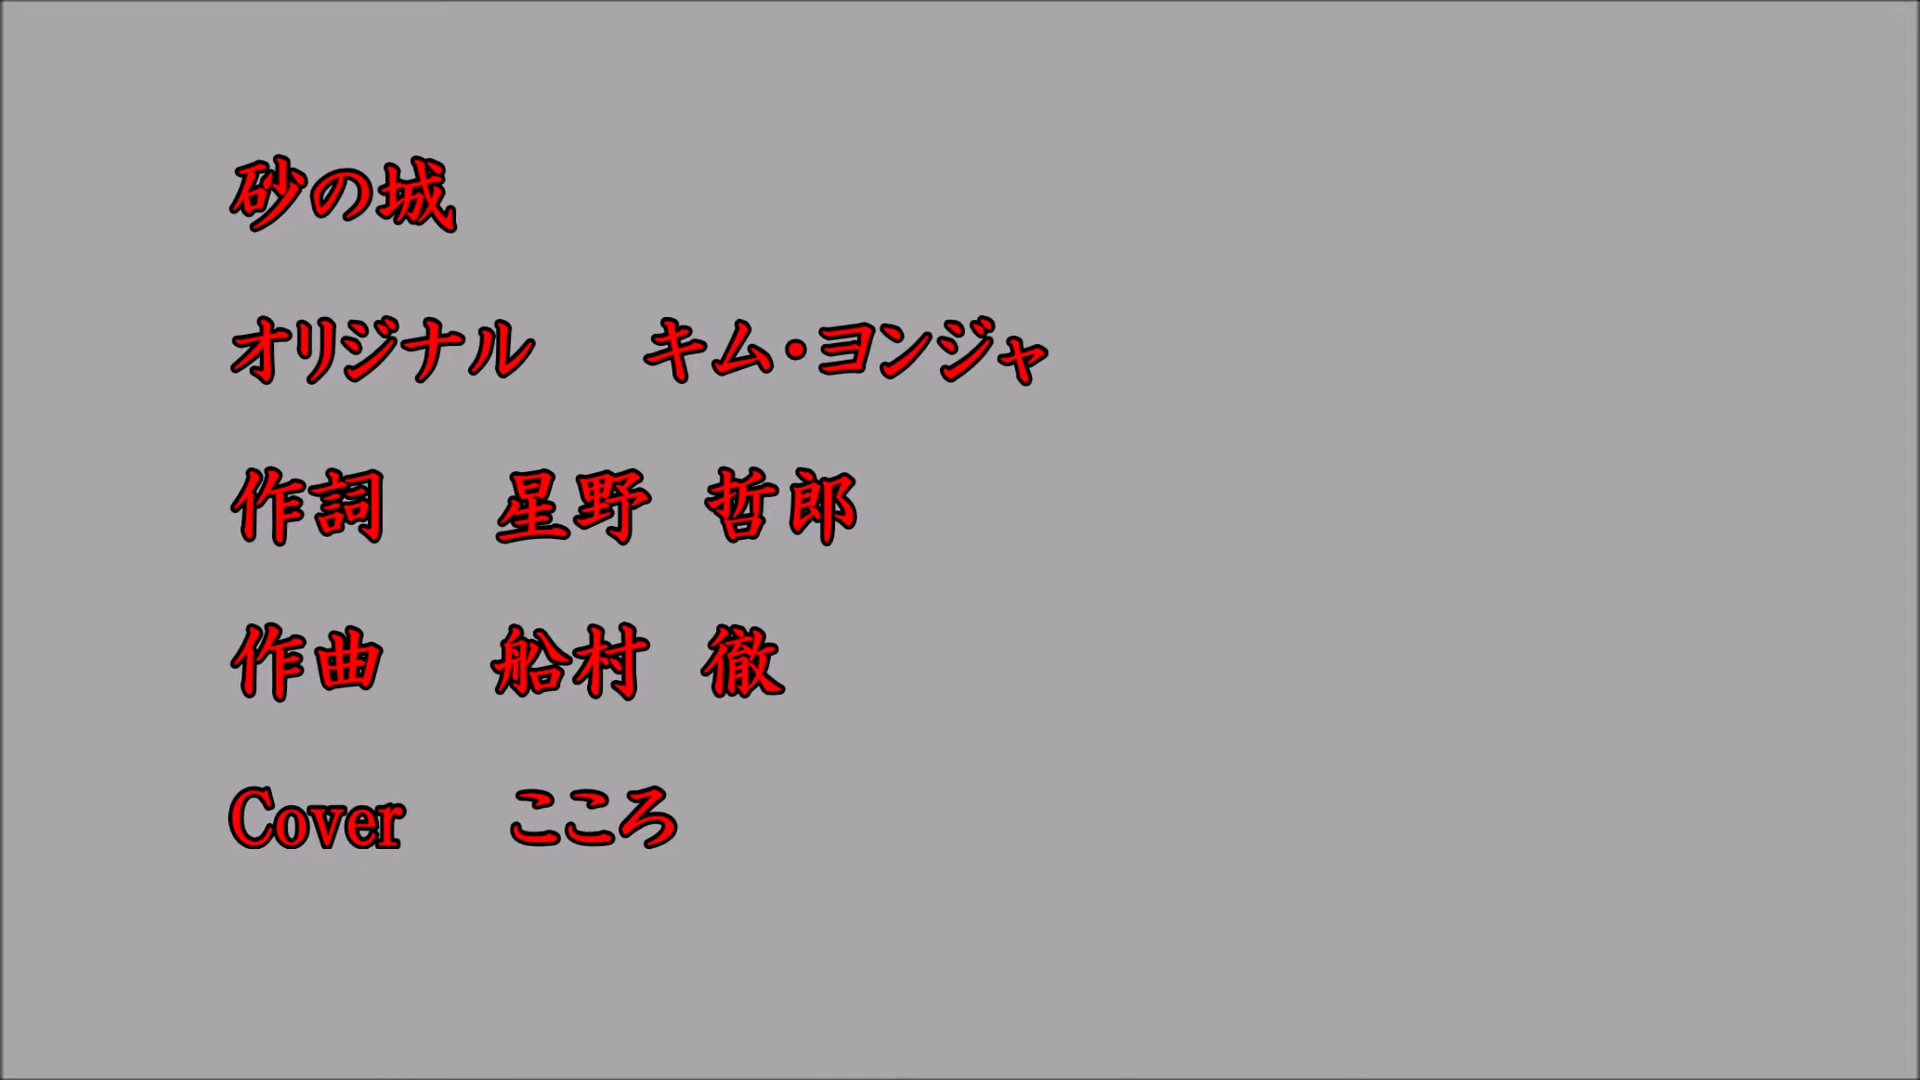 砂の城
オリジナル　キム・ヨンジャ
作詞　星野　哲郎
作曲　船村　徹
Cover　こころ